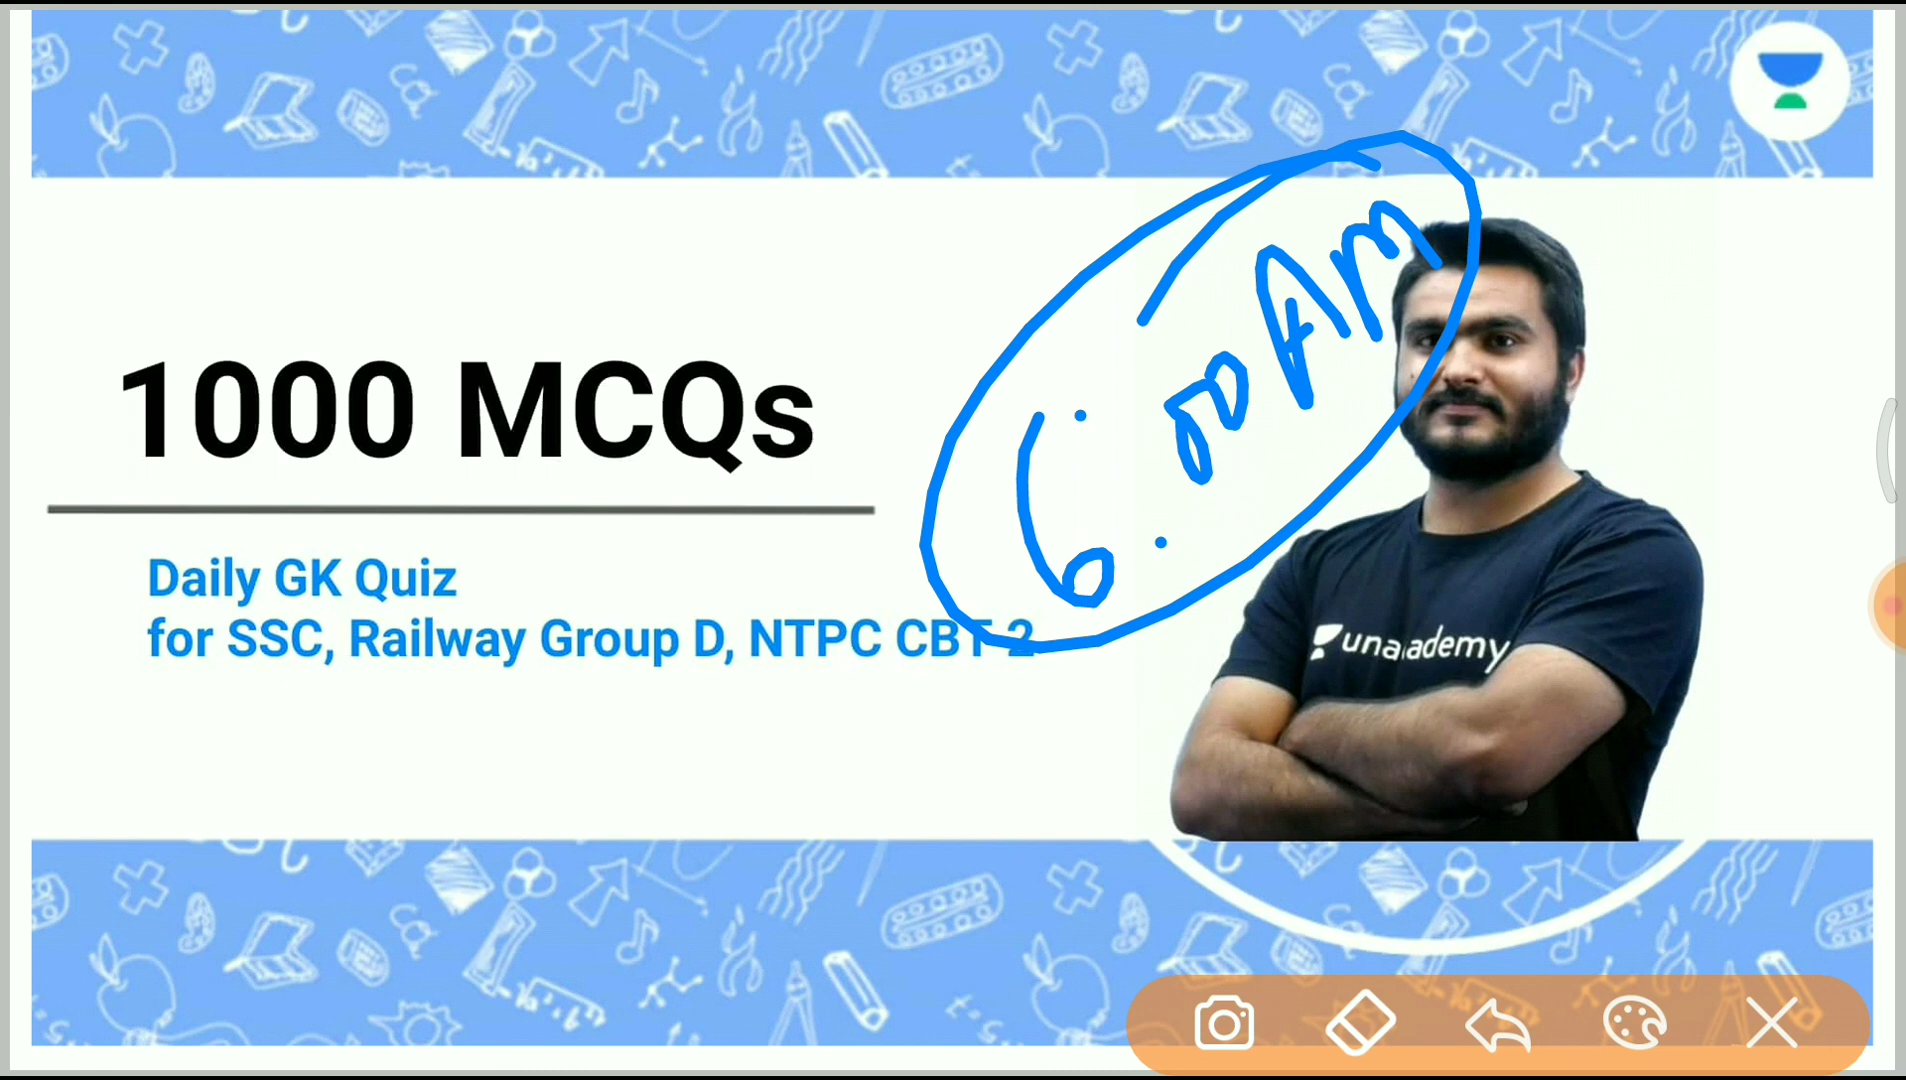 1000 MCQs
6:00 AM
Daily GK Quiz
for SSC, Railway Group D, NTPC CBT 2
unacademy